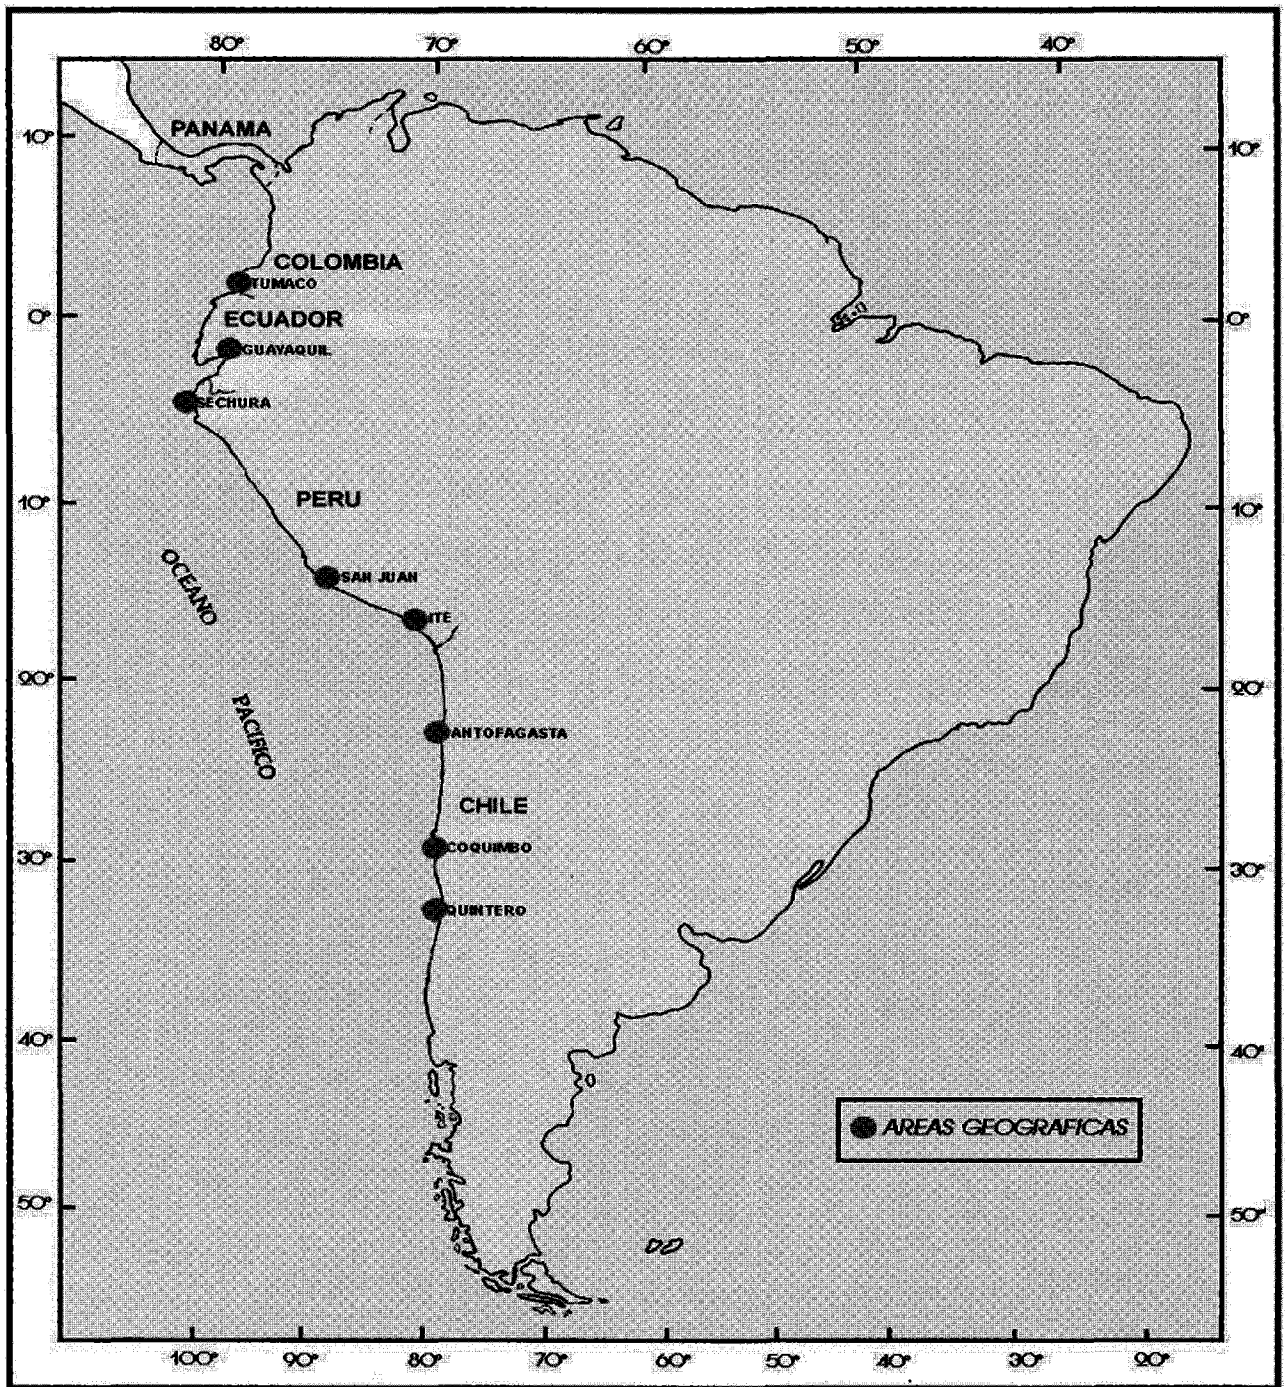 80° 70° 60° 50° 40°
PANAMA
10° 10°
COLOMBIA
TUMACO
0° 0°
ECUADOR
GUAYAQUIL
SECHURA
PERU
10° 10°
OCEANO
SAN JUAN
ITE
20° 20°
PACIFICO
ANTOFAGASTA
CHILE
COQUIMBO
30° 30°
QUINTERO
40° 40°
AREAS GEOGRAFICAS
50° 50°
100° 90° 80° 70° 60° 50° 40° 30° 20°